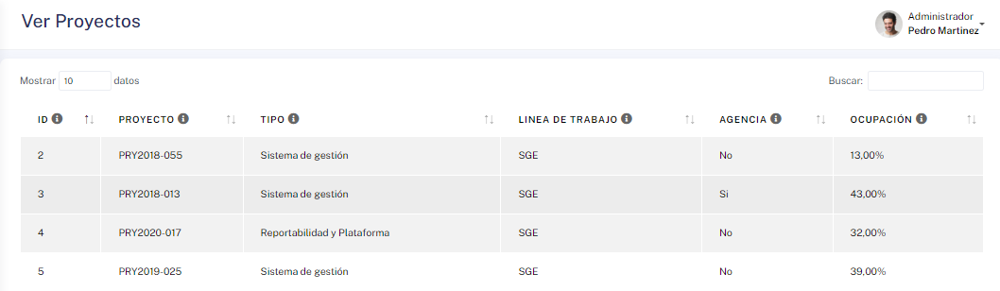 Ver Proyectos
Administrador
Pedro Martinez
Mostrar 10 datos Buscar:
ID PROYECTO TIPO LINEA DE TRABAJO AGENCIA OCUPACIÓN
2 PRY2018-055 Sistema de gestión SGE No 13,00%
3 PRY2018-013 Sistema de gestión SGE Si 43,00%
4 PRY2020-017 Reportabilidad y Plataforma SGE No 32,00%
5 PRY2019-025 Sistema de gestión SGE No 39,00%